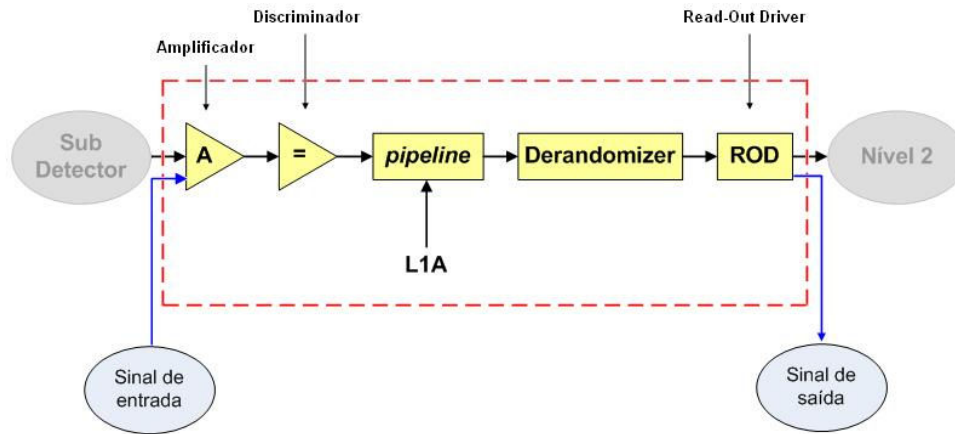 Discriminador
Read-Out Driver
Amplificador
Sub
Detector
A
=
pipeline
Derandomizer
ROD
Nível 2
L1A
Sinal de
entrada
Sinal de
saída